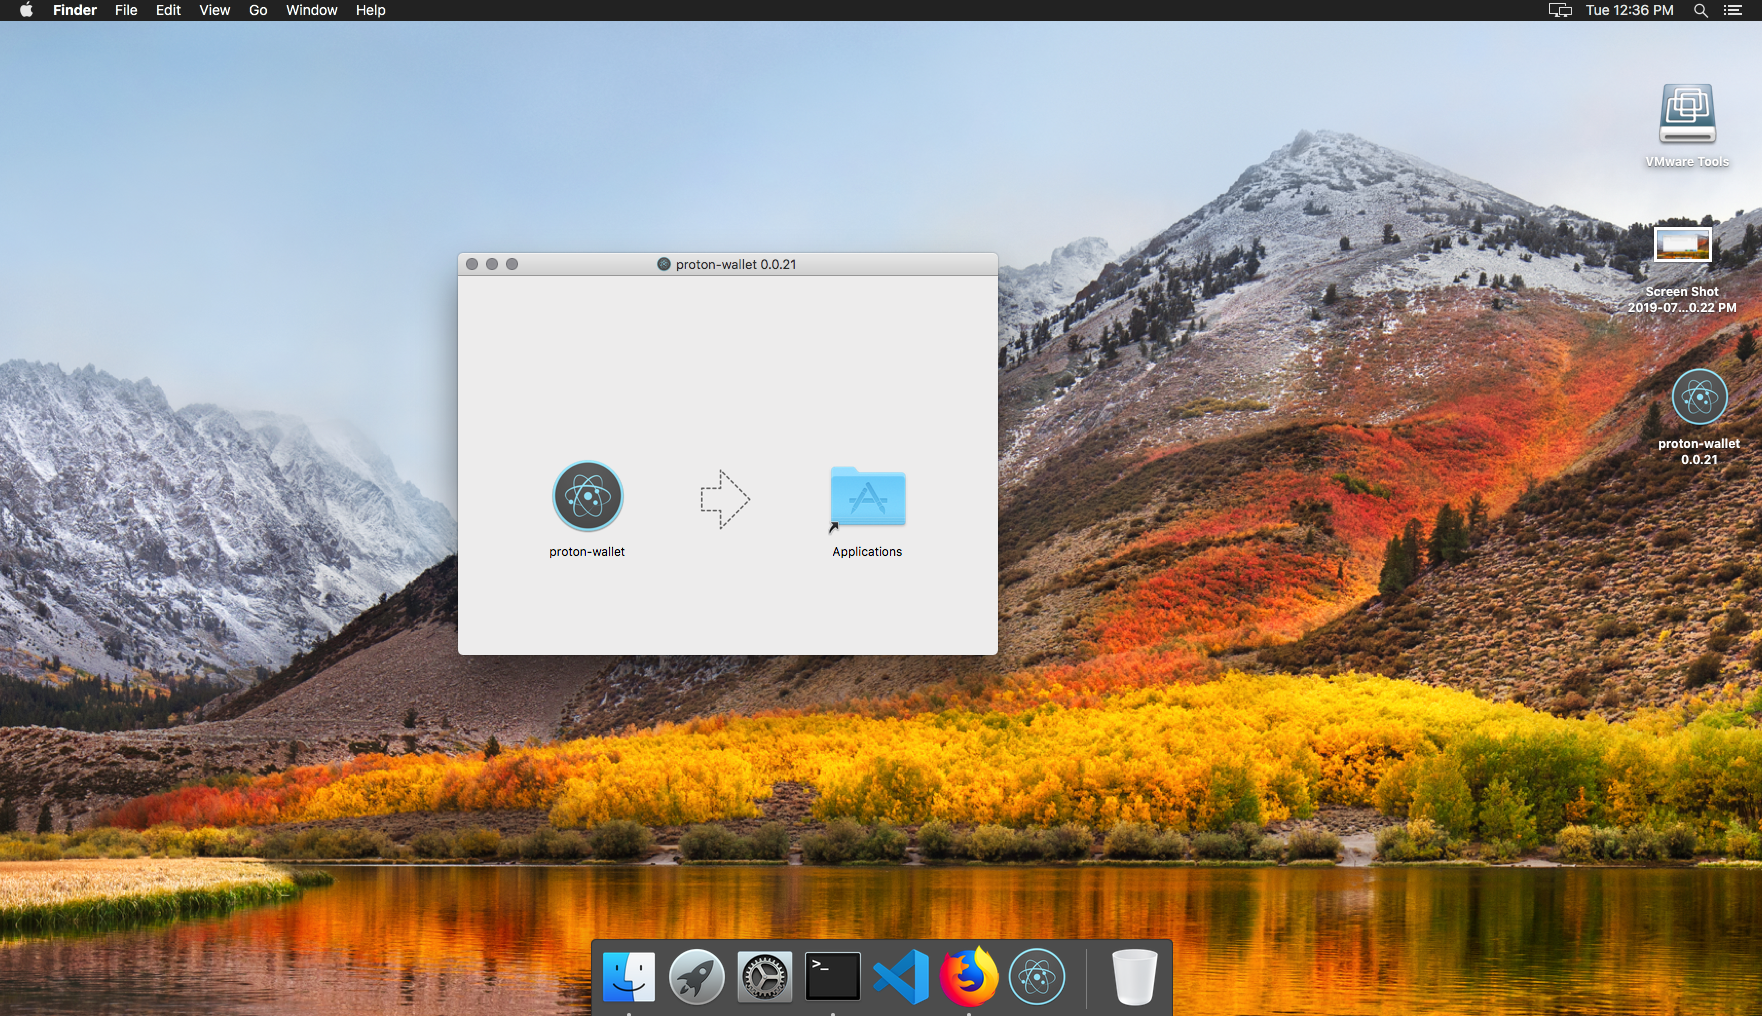 Finder File Edit View Go Window Help
Tue 12:36 PM
VMware Tools
Screen Shot
2019-07...0.22 PM
proton-wallet
0.0.21
proton-wallet 0.0.21
proton-wallet
Applications
>_